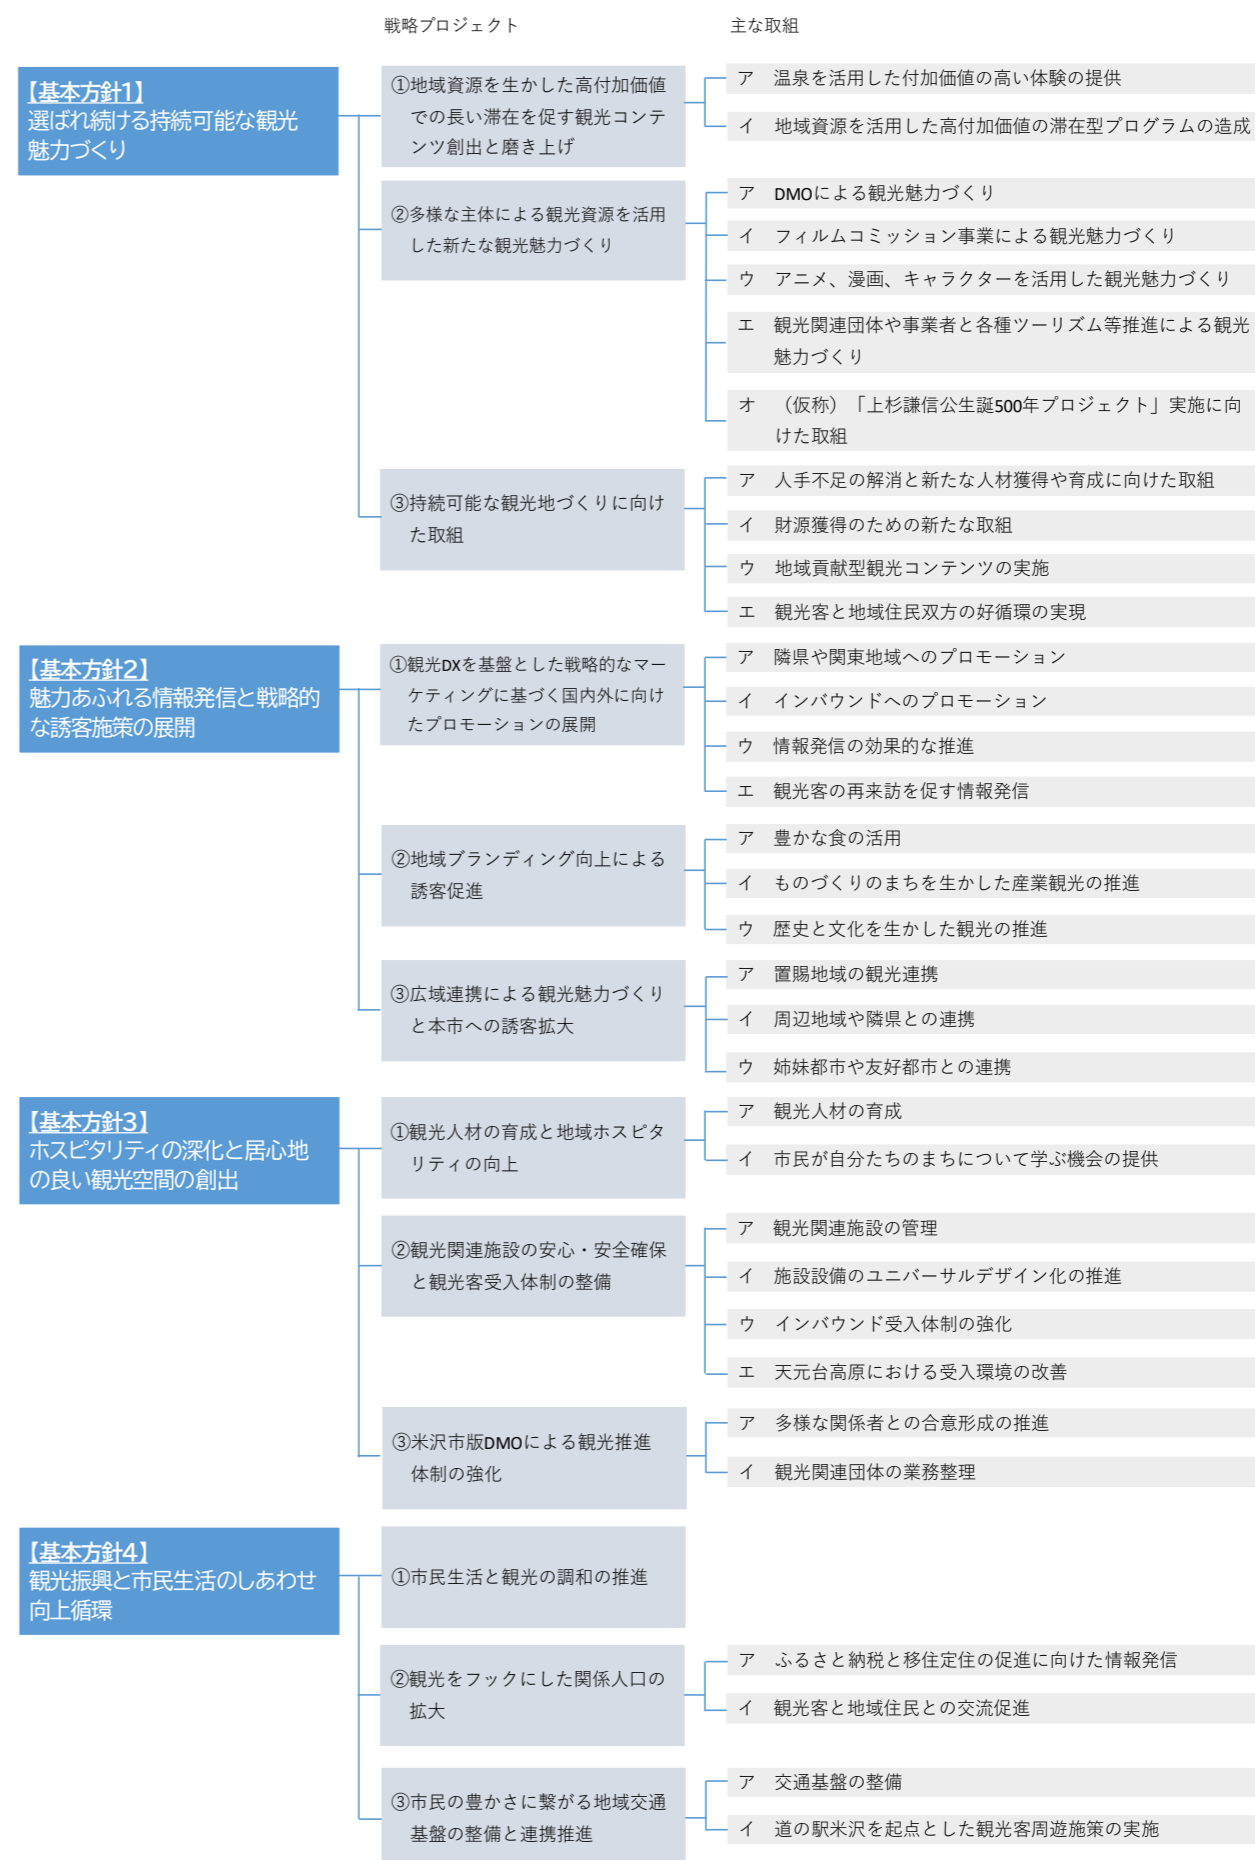 戦略プロジェクト
主な取組
【基本方針1】
選ばれ続ける持続可能な観光
魅力づくり
①地域資源を生かした高付加価値
での長い滞在を促す観光コンテ
ンツ創出と磨き上げ
ア 温泉を活用した付加価値の高い体験の提供
イ 地域資源を活用した高付加価値の滞在型プログラムの造成
②多様な主体による観光資源を活用
した新たな観光魅力づくり
ア DMOによる観光魅力づくり
イ フィルムコミッション事業による観光魅力づくり
ウ アニメ、漫画、キャラクターを活用した観光魅力づくり
エ 観光関連団体や事業者と各種ツーリズム等推進による観光
魅力づくり
オ （仮称）「上杉謙信公生誕500年プロジェクト」実施に向
けた取組
③持続可能な観光地づくりに向け
た取組
ア 人手不足の解消と新たな人材獲得や育成に向けた取組
イ 財源獲得のための新たな取組
ウ 地域貢献型観光コンテンツの実施
エ 観光客と地域住民双方の好循環の実現
【基本方針2】
魅力あふれる情報発信と戦略的
な誘客施策の展開
①観光DXを基盤とした戦略的なマー
ケティングに基づく国内外に向け
たプロモーションの展開
ア 隣県や関東地域へのプロモーション
イ インバウンドへのプロモーション
ウ 情報発信の効果的な推進
エ 観光客の再来訪を促す情報発信
②地域ブランディング向上による
誘客促進
ア 豊かな食の活用
イ ものづくりのまちを生かした産業観光の推進
ウ 歴史と文化を生かした観光の推進
③広域連携による観光魅力づくり
と本市への誘客拡大
ア 置賜地域の観光連携
イ 周辺地域や隣県との連携
ウ 姉妹都市や友好都市との連携
【基本方針3】
ホスピタリティの深化と居心地
の良い観光空間の創出
①観光人材の育成と地域ホスピタ
リティの向上
ア 観光人材の育成
イ 市民が自分たちのまちについて学ぶ機会の提供
②観光関連施設の安心・安全確保
と観光客受入体制の整備
ア 観光関連施設の管理
イ 施設設備のユニバーサルデザイン化の推進
ウ インバウンド受入体制の強化
エ 天元台高原における受入環境の改善
③米沢市版DMOによる観光推進
体制の強化
ア 多様な関係者との合意形成の推進
イ 観光関連団体の業務整理
【基本方針4】
観光振興と市民生活のしあわせ
向上循環
①市民生活と観光の調和の推進
②観光をフックにした関係人口の
拡大
ア ふるさと納税と移住定住の促進に向けた情報発信
イ 観光客と地域住民との交流促進
③市民の豊かさに繋がる地域交通
基盤の整備と連携推進
ア 交通基盤の整備
イ 道の駅米沢を起点とした観光客周遊施策の実施